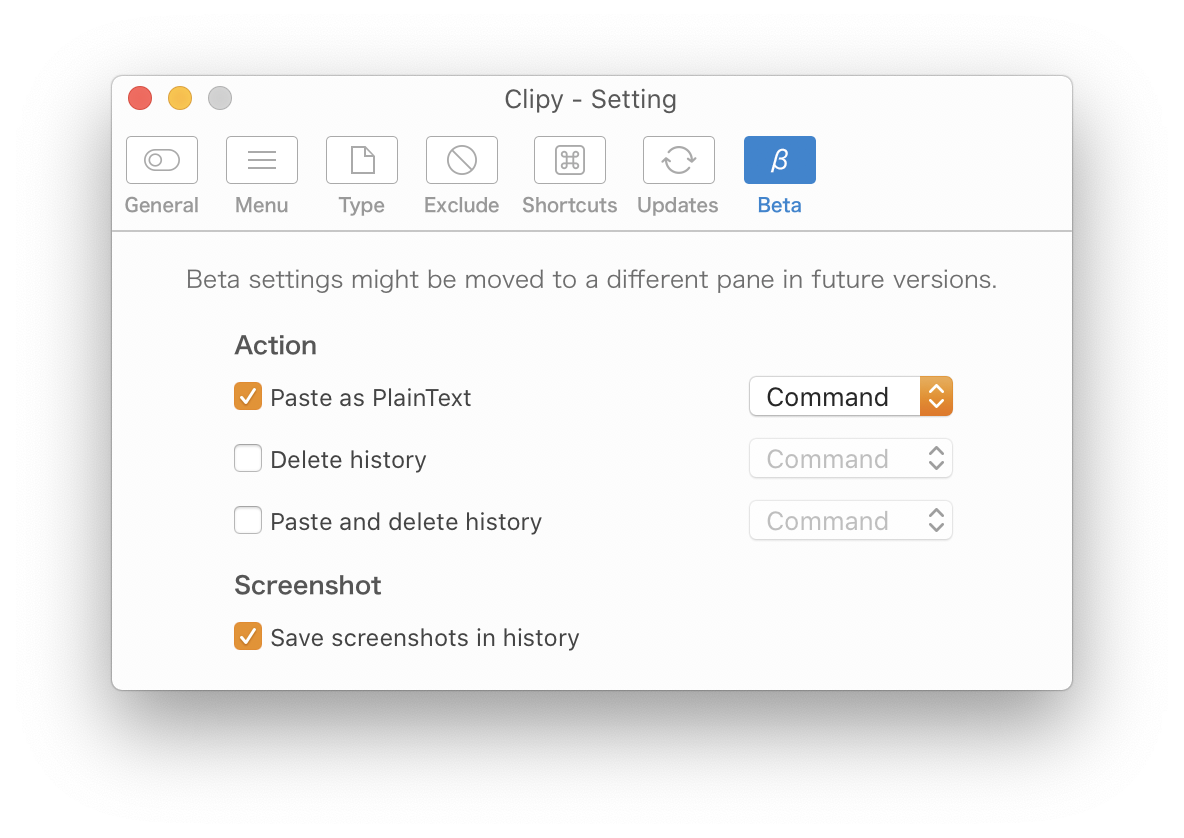 Clipy - Setting
β
General Menu Type Exclude Shortcuts Updates Beta
Beta settings might be moved to a different pane in future versions.
Action
Paste as PlainText Command
Delete history Command
Paste and delete history Command
Screenshot
Save screenshots in history